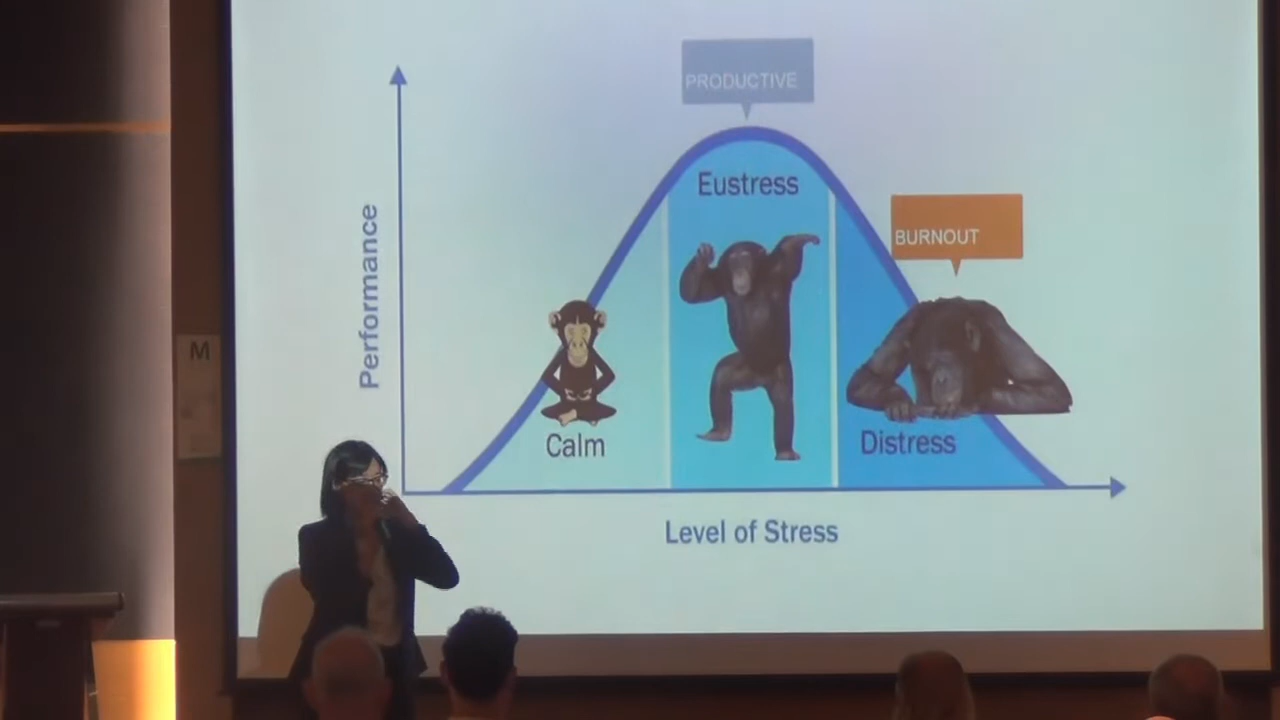 PRODUCTIVE
Eustress
BURNOUT
Performance
M
Calm
Distress
Level of Stress